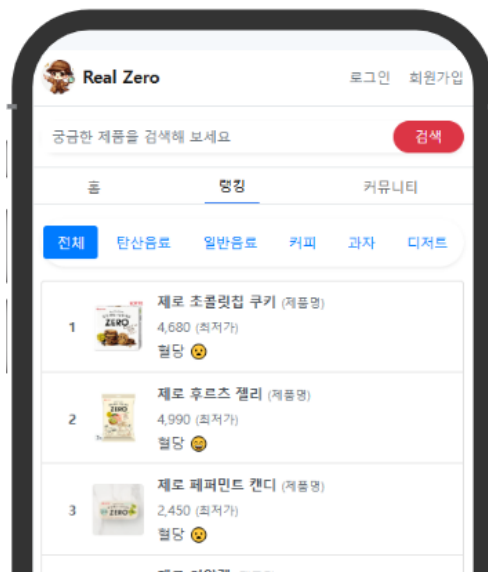 Real Zero 로그인 회원가입
궁금한 제품을 검색해 보세요 검색
홈 랭킹 커뮤니티
전체 탄산음료 일반음료 커피 과자 디저트
1
ZERO
제로 초콜릿칩 쿠키 (제품명)
4,680 (최저가)
혈당 😮
2
ZERO
제로 후르츠 젤리 (제품명)
4,990 (최저가)
혈당 😄
3
ZERO
제로 페퍼민트 캔디 (제품명)
2,450 (최저가)
혈당 😮